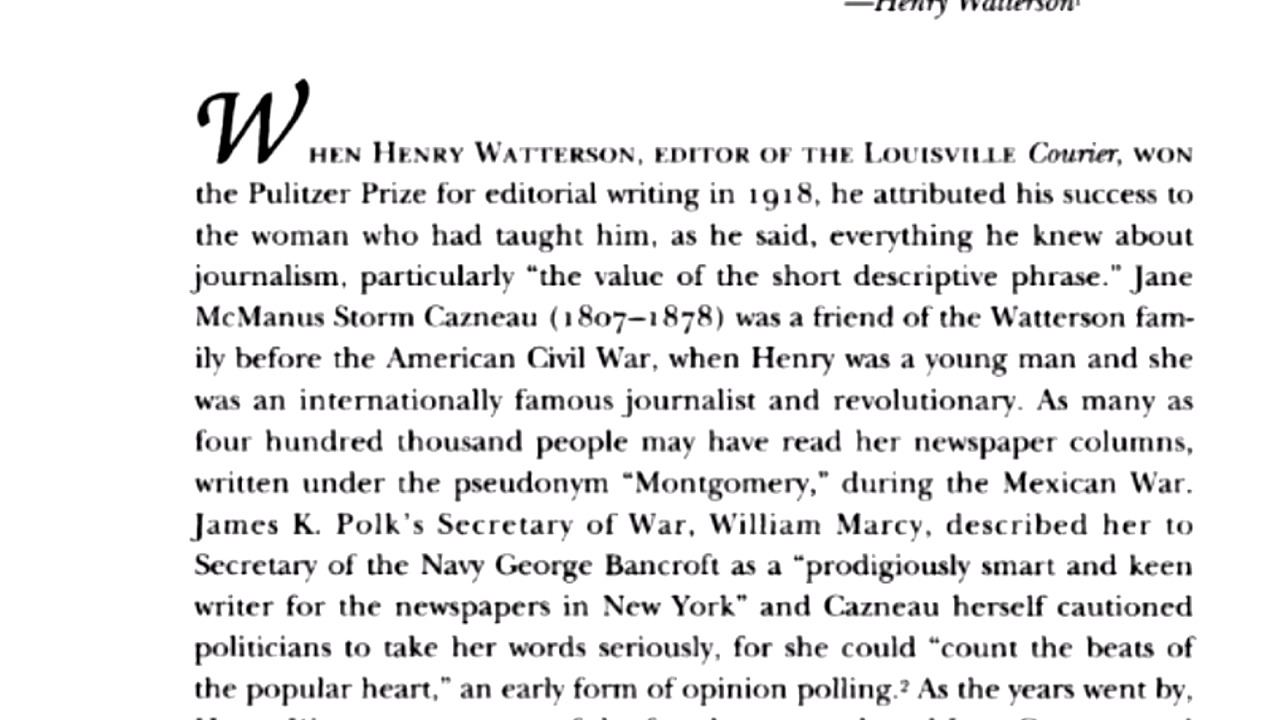 —Henry Watterson¹
WHEN HENRY WATTERSON, EDITOR OF THE LOUISVILLE Courier, WON
the Pulitzer Prize for editorial writing in 1918, he attributed his success to
the woman who had taught him, as he said, everything he knew about
journalism, particularly “the value of the short descriptive phrase.” Jane
McManus Storm Cazneau (1807–1878) was a friend of the Watterson fam-
ily before the American Civil War, when Henry was a young man and she
was an internationally famous journalist and revolutionary. As many as
four hundred thousand people may have read her newspaper columns,
written under the pseudonym “Montgomery,” during the Mexican War.
James K. Polk’s Secretary of War, William Marcy, described her to
Secretary of the Navy George Bancroft as a “prodigiously smart and keen
writer for the newspapers in New York” and Cazneau herself cautioned
politicians to take her words seriously, for she could “count the beats of
the popular heart,” an early form of opinion polling.² As the years went by,